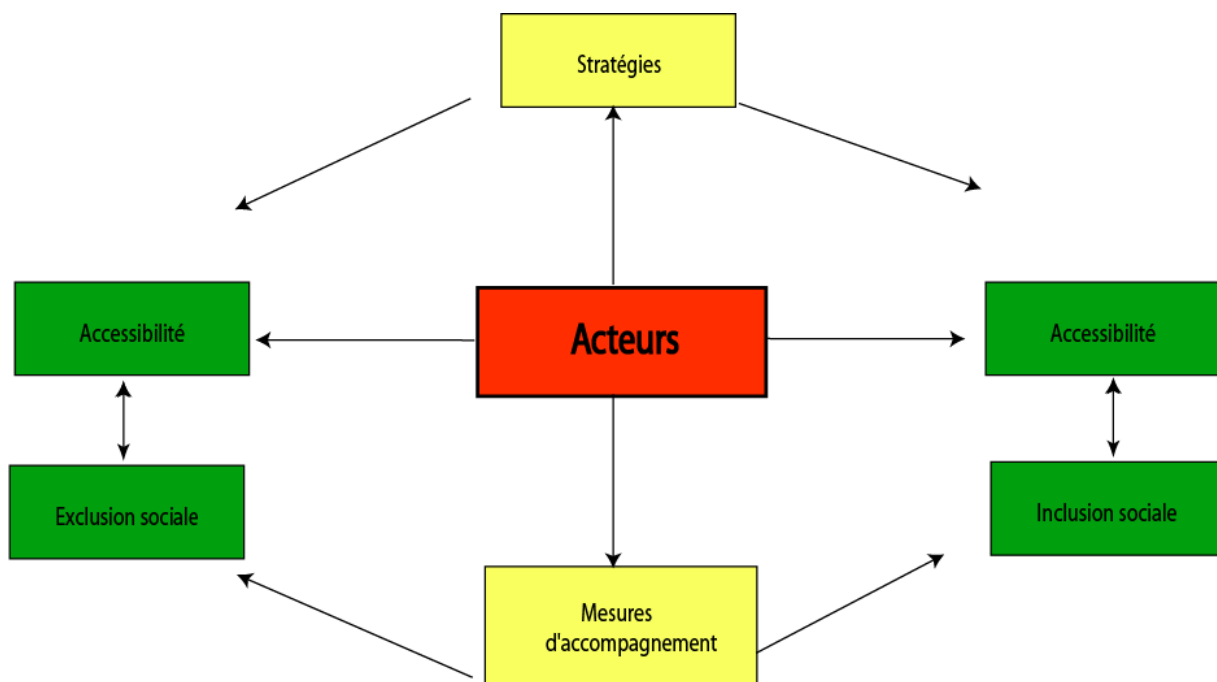 Stratégies
Accessibilité
Acteurs
Accessibilité
Exclusion sociale
Inclusion sociale
Mesures
d'accompagnement